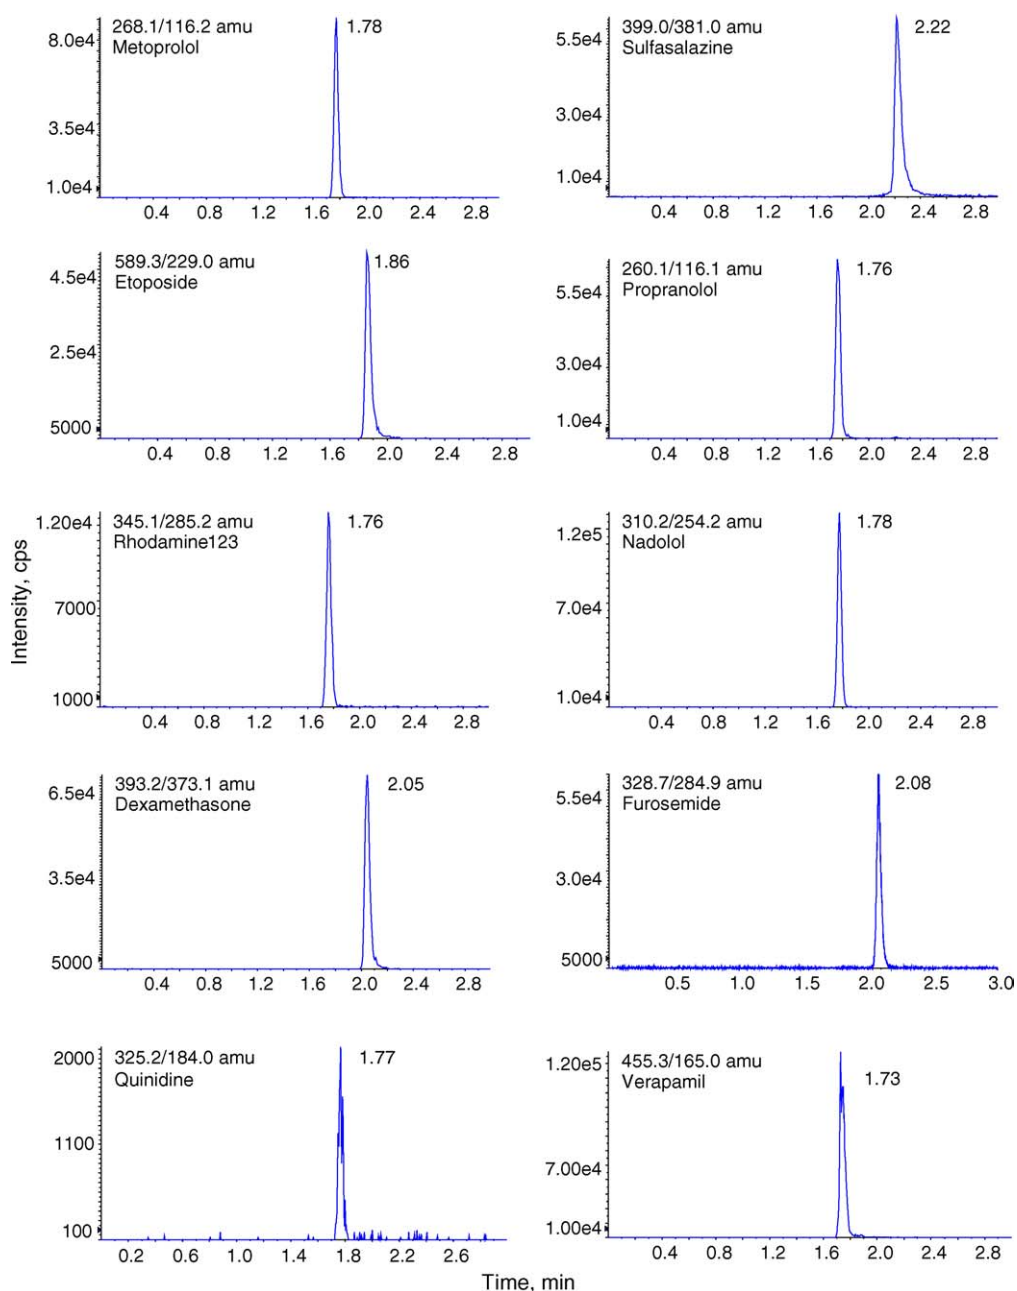 268.1/116.2 amu
Metoprolol
1.78
8.0e4
3.5e4
1.0e4
0.4 0.8 1.2 1.6 2.0 2.4 2.8
399.0/381.0 amu
Sulfasalazine
2.22
5.5e4
3.0e4
1.0e4
0.4 0.8 1.2 1.6 2.0 2.4 2.8
589.3/229.0 amu
Etoposide
1.86
4.5e4
2.5e4
5000
0.4 0.8 1.2 1.6 2.0 2.4 2.8
260.1/116.1 amu
Propranolol
1.76
5.5e4
3.0e4
1.0e4
0.4 0.8 1.2 1.6 2.0 2.4 2.8
Intensity, cps
345.1/285.2 amu
Rhodamine123
1.76
1.20e4
7000
1000
0.4 0.8 1.2 1.6 2.0 2.4 2.8
310.2/254.2 amu
Nadolol
1.78
1.2e5
7.0e4
1.0e4
0.4 0.8 1.2 1.6 2.0 2.4 2.8
393.2/373.1 amu
Dexamethasone
2.05
6.5e4
3.5e4
5000
0.4 0.8 1.2 1.6 2.0 2.4 2.8
328.7/284.9 amu
Furosemide
2.08
5.5e4
3.0e4
5000
0.5 1.0 1.5 2.0 2.5 3.0
325.2/184.0 amu
Quinidine
1.77
2000
1100
100
0.2 0.6 1.0 1.4 1.8 2.2 2.6
455.3/165.0 amu
Verapamil
1.73
1.20e5
7.00e4
1.00e4
0.4 0.8 1.2 1.6 2.0 2.4 2.8
Time, min